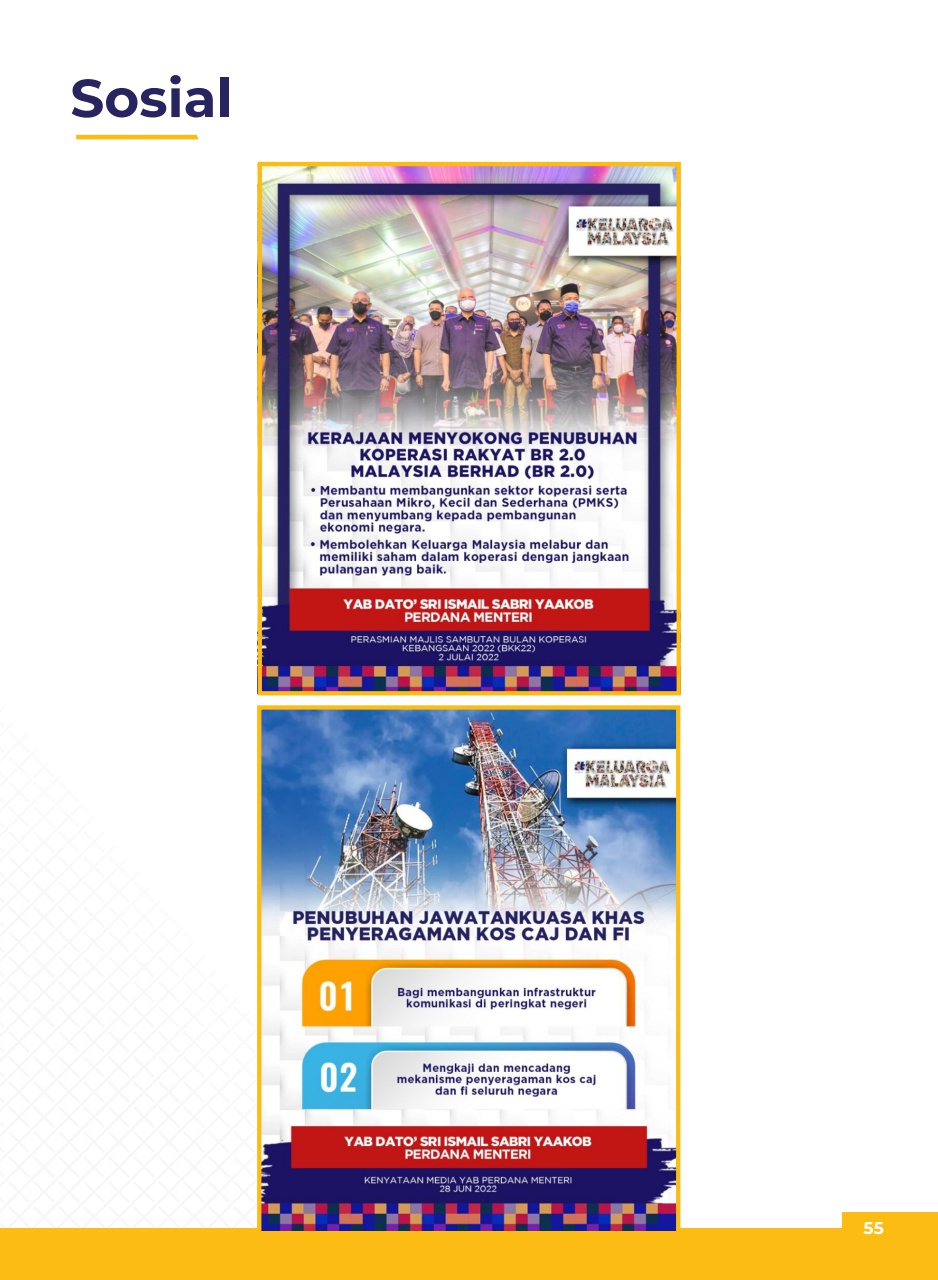 Sosial
#KELUARGA
MALAYSIA
KERAJAAN MENYOKONG PENUBUHAN
KOPERASI RAKYAT BR 2.0
MALAYSIA BERHAD (BR 2.0)
• Membantu membangunkan sektor koperasi serta
Perusahaan Mikro, Kecil dan Sederhana (PMKS)
dan menyumbang kepada pembangunan
ekonomi negara.
• Membolehkan Keluarga Malaysia melabur dan
memiliki saham dalam koperasi dengan jangkaan
pulangan yang baik.
YAB DATO' SRI ISMAIL SABRI YAAKOB
PERDANA MENTERI
PERASMIAN MAJLIS SAMBUTAN BULAN KOPERASI
KEBANGSAAN 2022 (BKK22)
2 JULAI 2022
#KELUARGA
MALAYSIA
PENUBUHAN JAWATANKUASA KHAS
PENYERAGAMAN KOS CAJ DAN FI
01
Bagi membangunkan infrastruktur
komunikasi di peringkat negeri
02
Mengkaji dan mencadang
mekanisme penyeragaman kos caj
dan fi seluruh negara
YAB DATO' SRI ISMAIL SABRI YAAKOB
PERDANA MENTERI
KENYATAAN MEDIA YAB PERDANA MENTERI
28 JUN 2022
55